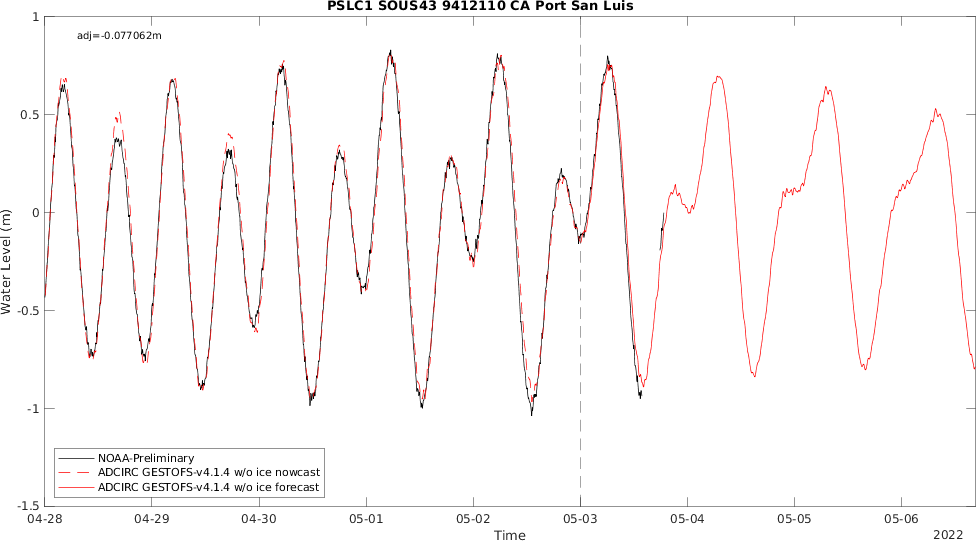 PSLC1 SOUS43 9412110 CA Port San Luis
adj=-0.077062m
Water Level (m)
1
0.5
0
-0.5
-1
-1.5
NOAA-Preliminary
ADCIRC GESTOFS-v4.1.4 w/o ice nowcast
ADCIRC GESTOFS-v4.1.4 w/o ice forecast
04-28 04-29 04-30 05-01 05-02 05-03 05-04 05-05 05-06
Time
2022